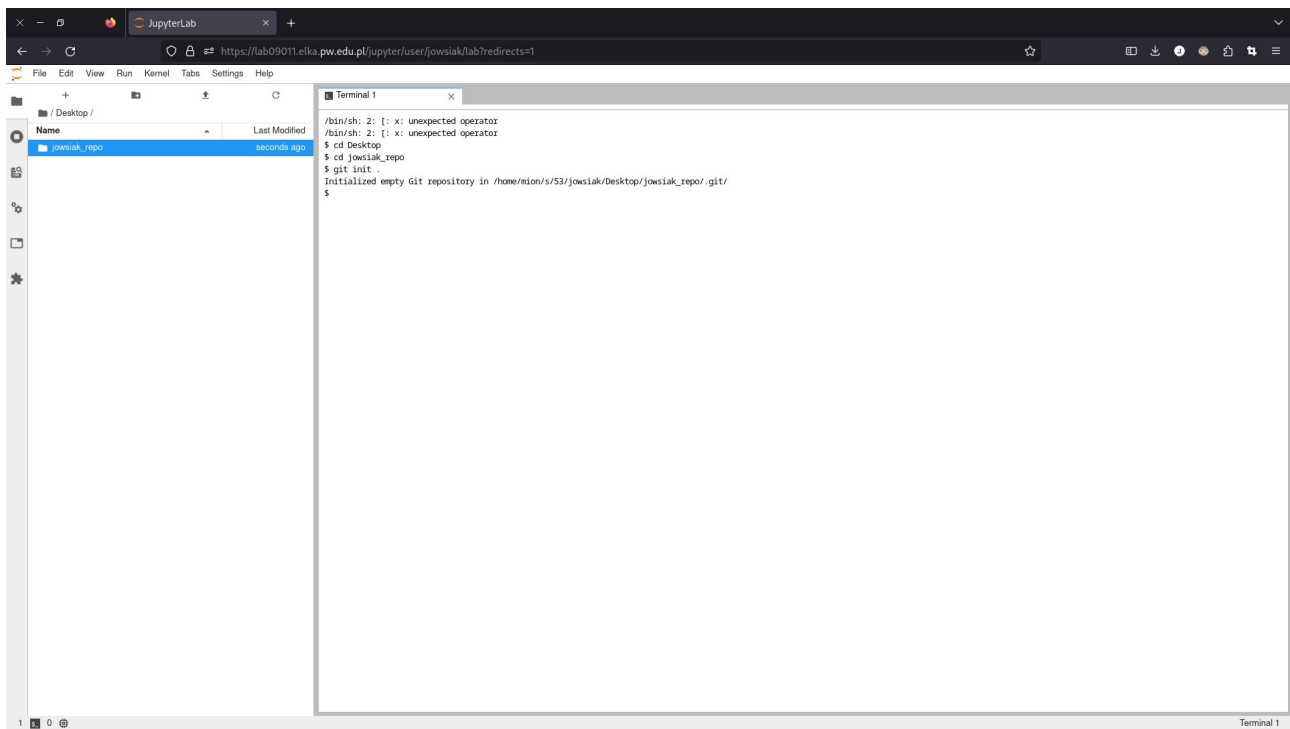 JupyterLab
https://lab09011.elka.pw.edu.pl/jupyter/user/jowsiak/lab?redirects=1
File Edit View Run Kernel Tabs Settings Help
/ Desktop /
Name Last Modified
jowsiak_repo seconds ago
Terminal 1
/bin/sh: 2: [: x: unexpected operator
/bin/sh: 2: [: x: unexpected operator
$ cd Desktop
$ cd jowsiak_repo
$ git init .
Initialized empty Git repository in /home/mion/s/53/jowsiak/Desktop/jowsiak_repo/.git/
$
1 0
Terminal 1